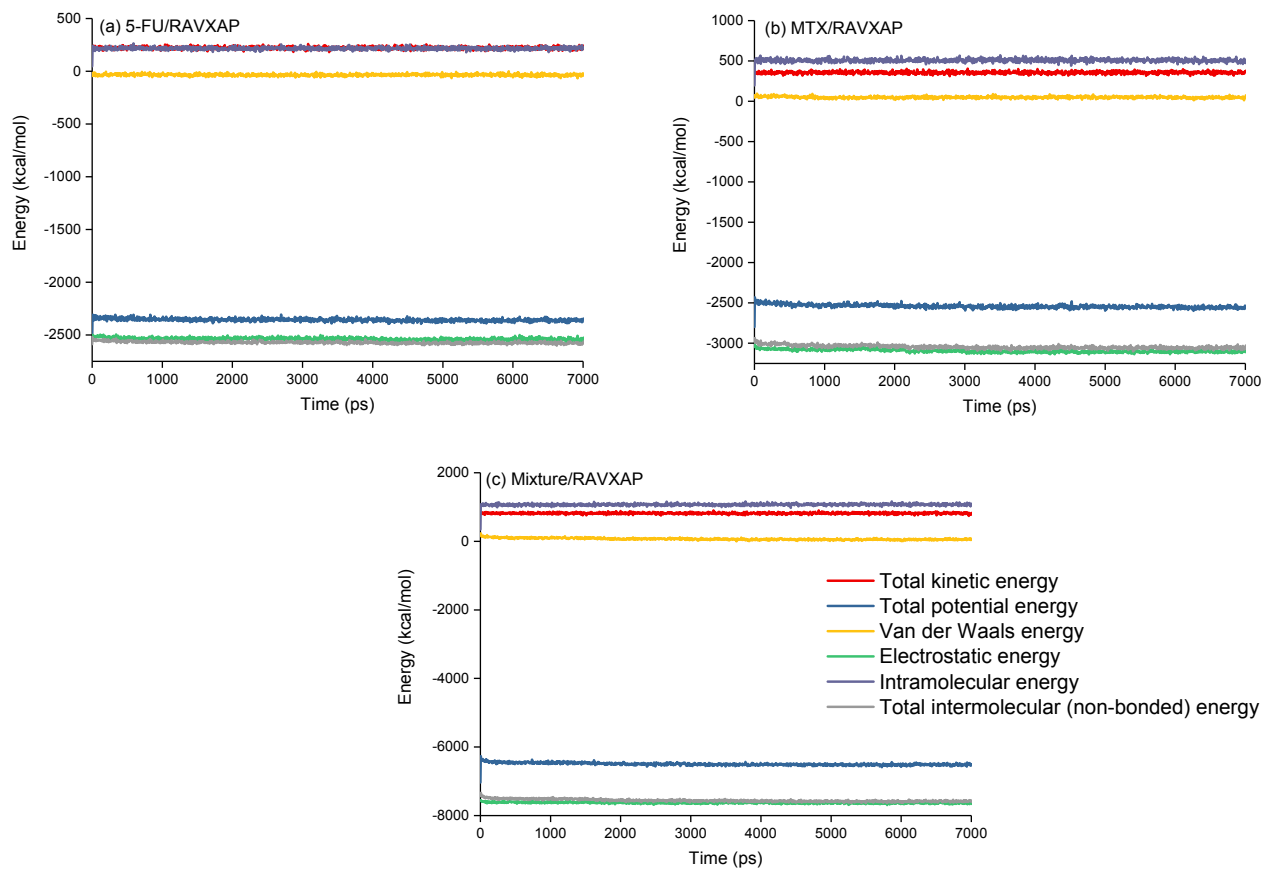 (a) 5-FU/RAVXAP
500
0
-500
-1000
-1500
-2000
-2500
Energy (kcal/mol)
0 1000 2000 3000 4000 5000 6000 7000
Time (ps)
(b) MTX/RAVXAP
1000
500
0
-500
-1000
-1500
-2000
-2500
-3000
Energy (kcal/mol)
0 1000 2000 3000 4000 5000 6000 7000
Time (ps)
(c) Mixture/RAVXAP
2000
0
-2000
-4000
-6000
-8000
Energy (kcal/mol)
Total kinetic energy
Total potential energy
Van der Waals energy
Electrostatic energy
Intramolecular energy
Total intermolecular (non-bonded) energy
0 1000 2000 3000 4000 5000 6000 7000
Time (ps)